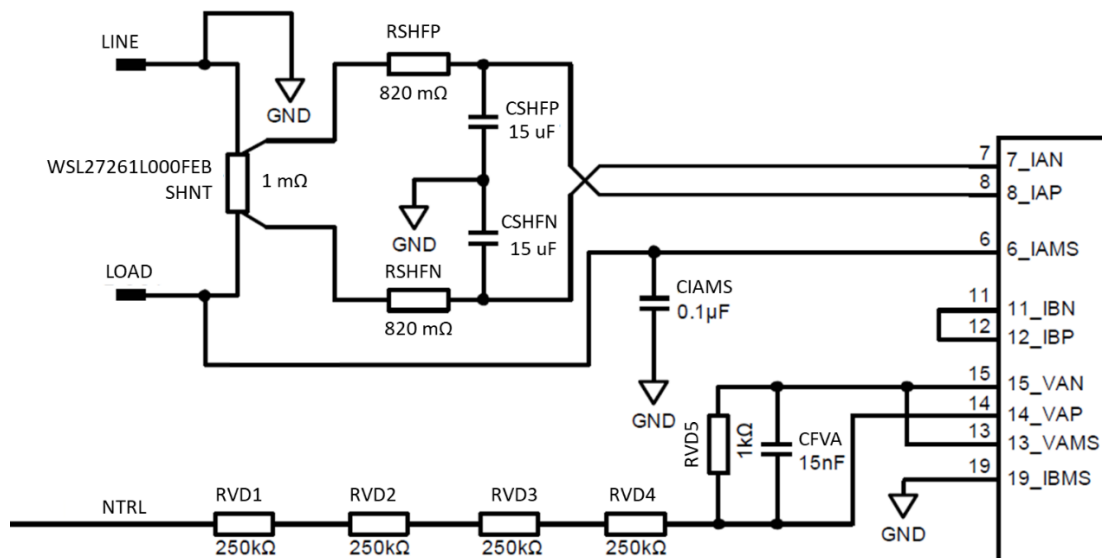 LINE
RSHFP
820 mΩ
CSHFP
15 uF
GND
WSL27261L000FEB
SHNT
1 mΩ
GND
CSHFN
15 uF
LOAD
RSHFN
820 mΩ
CIAMS
0.1µF
GND
7
7_IAN
8
8_IAP
6
6_IAMS
11
11_IBN
12
12_IBP
15
15_VAN
14
14_VAP
13
13_VAMS
19
19_IBMS
GND
RVD5
1kΩ
CFVA
15nF
NTRL
RVD1
RVD2
RVD3
RVD4
250kΩ
250kΩ
250kΩ
250kΩ